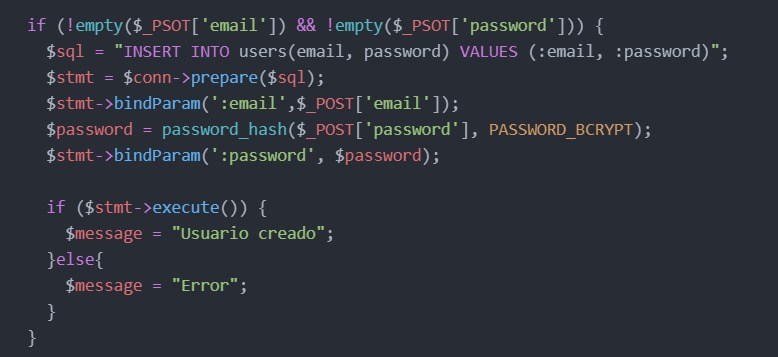 if (!empty($_PSOT['email']) && !empty($_PSOT['password'])) {
$sql = "INSERT INTO users(email, password) VALUES (:email, :password)";
$stmt = $conn->prepare($sql);
$stmt->bindParam(':email',$_POST['email']);
$password = password_hash($_POST['password'], PASSWORD_BCRYPT);
$stmt->bindParam(':password', $password);
if ($stmt->execute()) {
$message = "Usuario creado";
}else{
$message = "Error";
}
}